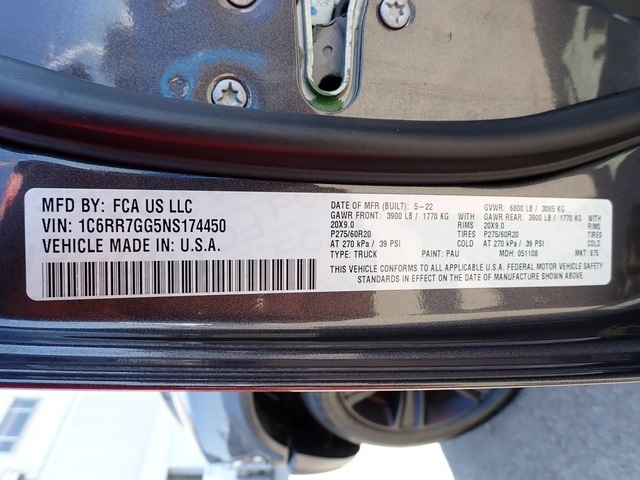 MFD BY: FCA US LLC
VIN: 1C6RR7GG5NS174450
VEHICLE MADE IN: U.S.A.
DATE OF MFR (BUILT): 5-22 GVWR: 6800 LB / 3085 KG
GAWR FRONT: 3900 LB / 1770 KG WITH GAWR REAR: 3900 LB / 1770 KG WITH
20X9.0 RIMS 20X9.0 RIMS
P275/60R20 TIRES P275/60R20 TIRES
AT 270 kPa / 39 PSI COLD AT 270 kPa / 39 PSI COLD
TYPE: TRUCK PAINT: PAU MDH: 051108 MKT: 875
THIS VEHICLE CONFORMS TO ALL APPLICABLE U.S.A. FEDERAL MOTOR VEHICLE SAFETY
STANDARDS IN EFFECT ON THE DATE OF MANUFACTURE SHOWN ABOVE.